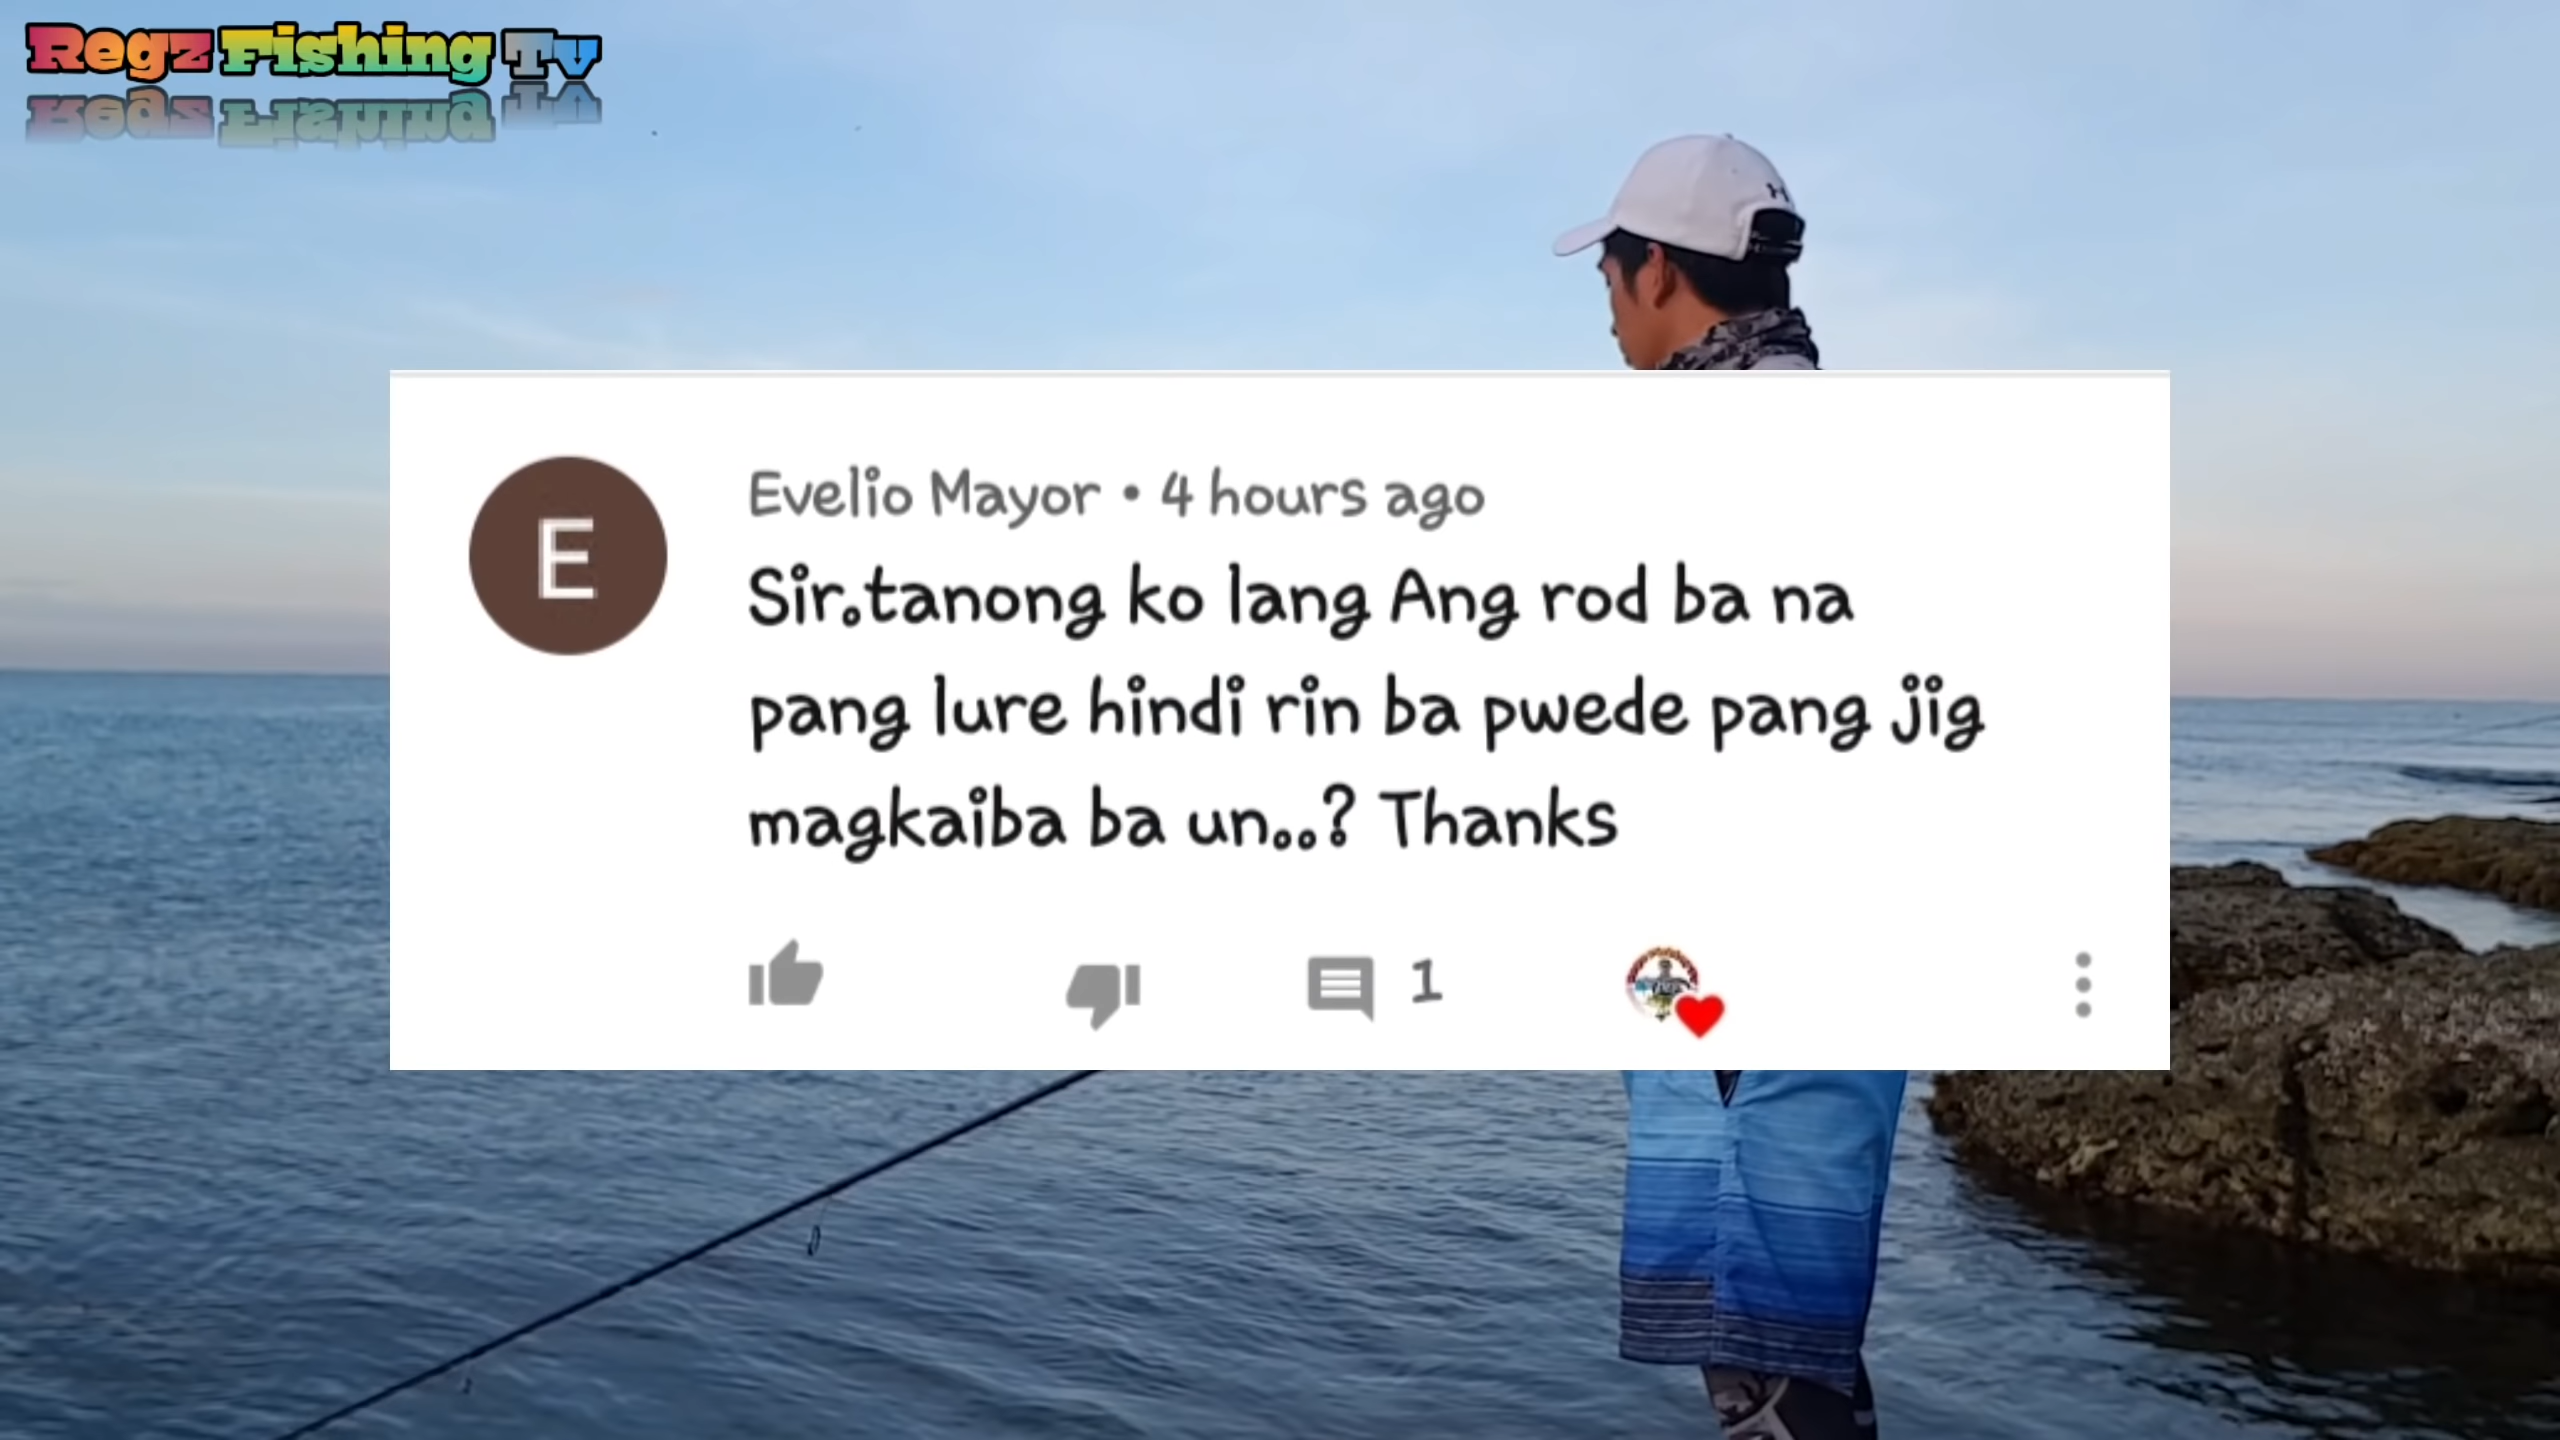 Regz Fishing Tv
E
Evelio Mayor • 4 hours ago
Sir.tanong ko lang Ang rod ba na
pang lure hindi rin ba pwede pang jig
magkaiba ba un..? Thanks
1